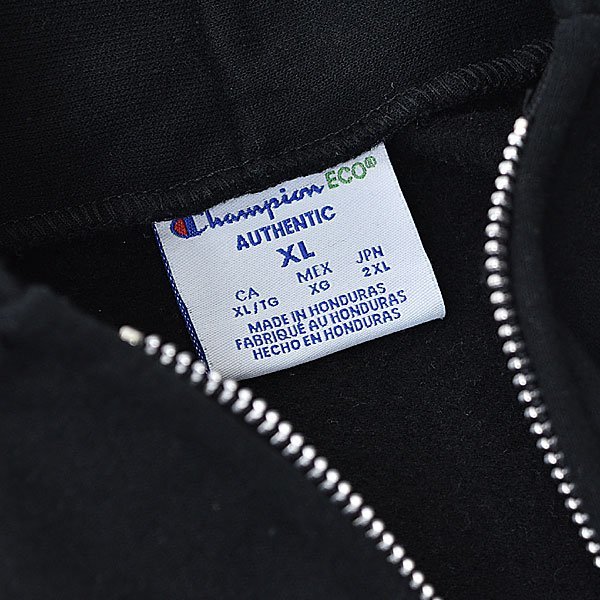 Champion ECO®
AUTHENTIC
XL
CA MEX JPN
XL/TG XG 2XL
MADE IN HONDURAS
FABRIQUÉ AU HONDURAS
HECHO EN HONDURAS